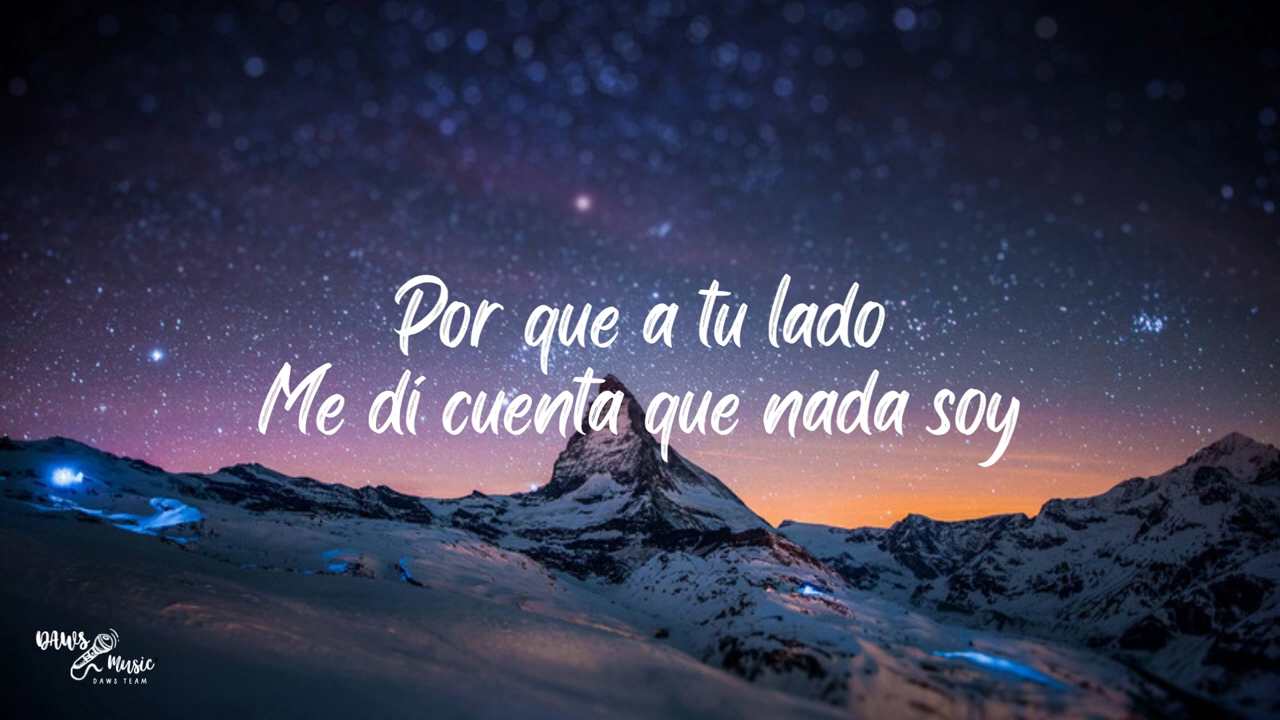 Por que a tu lado
Me dí cuenta que nada soy
DAWS
Music
DAWS TEAM